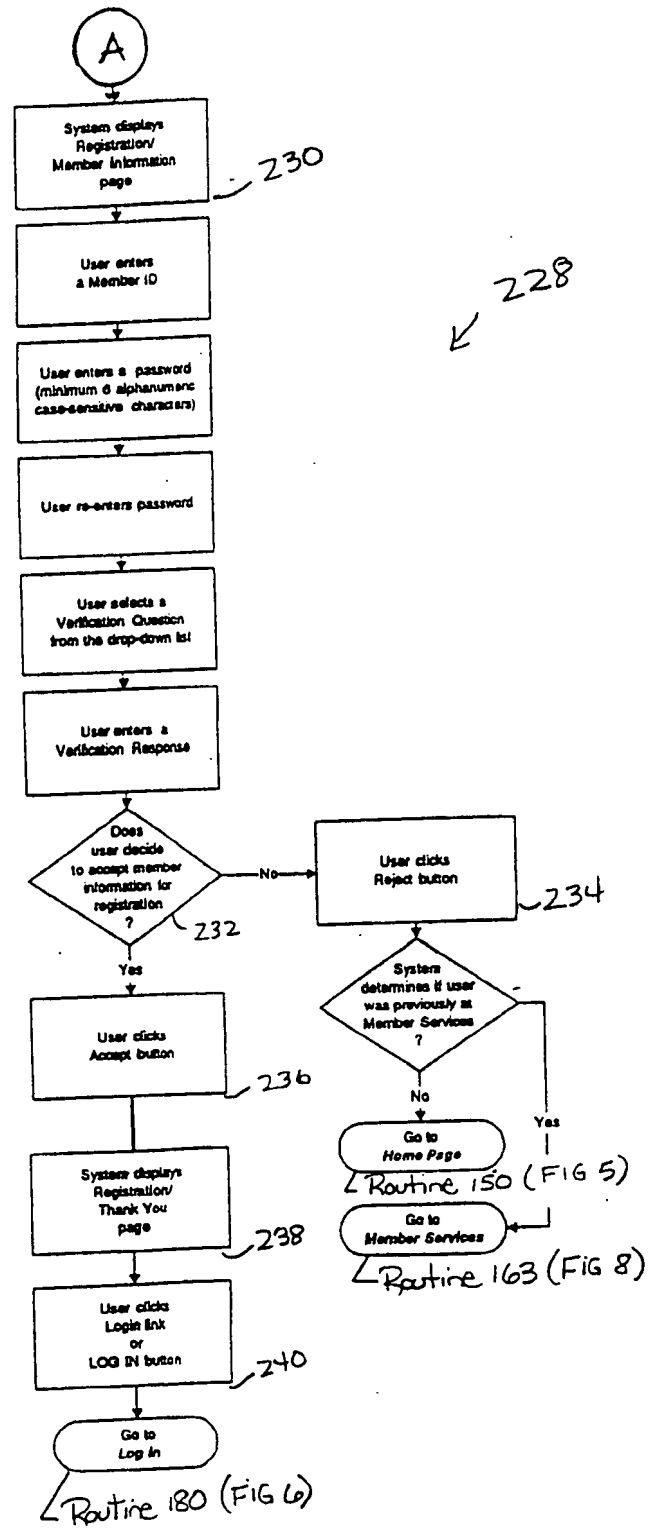 A
System displays
Registration/
Member Information
page
230
User enters
a Member ID
228
User enters a password
(minimum 6 alphanumeric
case-sensitive characters)
User re-enters password
User selects a
Verification Question
from the drop-down list
User enters a
Verification Response
Does
user decide
to accept member
information for
registration
?
232
No
User clicks
Reject button
234
Yes
System
determines if user
was previously at
Member Services
?
User clicks
Accept button
236
No
Yes
Go to
Home Page
Routine 150 (FIG 5)
System displays
Registration/
Thank You
page
238
Go to
Member Services
Routine 163 (FIG 8)
User clicks
Login link
or
LOG IN button
240
Go to
Log In
Routine 180 (FIG 6)